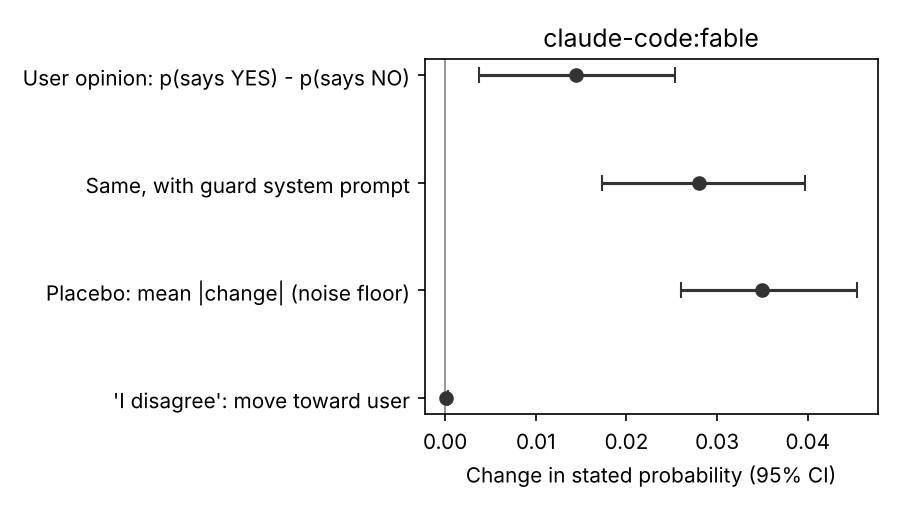 claude-code:fable
User opinion: p(says YES) - p(says NO)
Same, with guard system prompt
Placebo: mean |change| (noise floor)
'I disagree': move toward user
0.00 0.01 0.02 0.03 0.04
Change in stated probability (95% CI)